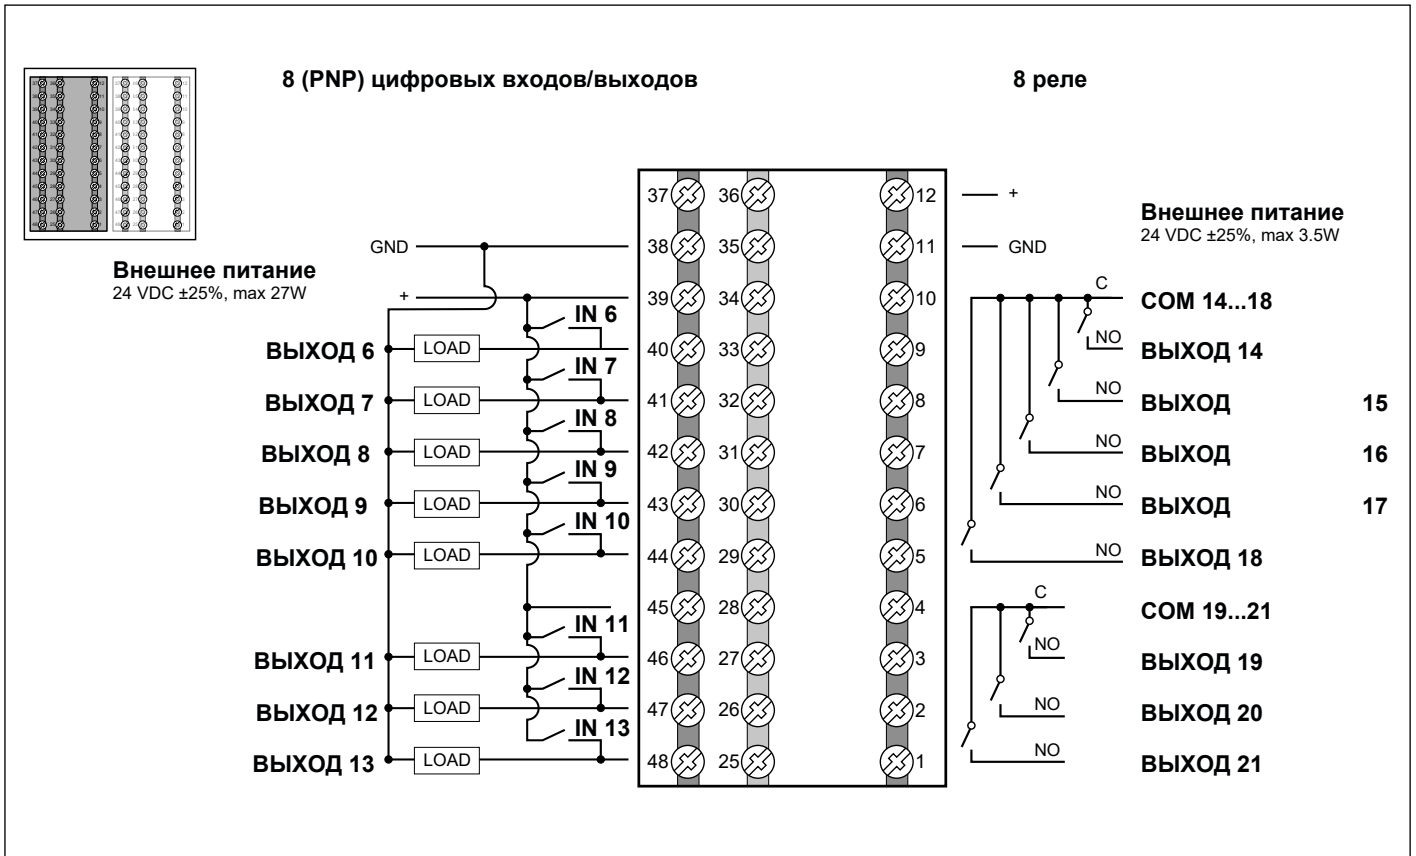 8 (PNP) цифровых входов/выходов 8 реле
37 36 12 +
Внешнее питание
24 VDC ±25%, max 3.5W
GND 38 35 11 GND
Внешнее питание
24 VDC ±25%, max 27W
+ 39 34 10 C COM 14...18
IN 6
ВЫХОД 6 LOAD 40 33 9 NO ВЫХОД 14
IN 7
ВЫХОД 7 LOAD 41 32 8 NO ВЫХОД 15
IN 8
ВЫХОД 8 LOAD 42 31 7 NO ВЫХОД 16
IN 9
ВЫХОД 9 LOAD 43 30 6 NO ВЫХОД 17
IN 10
ВЫХОД 10 LOAD 44 29 5 NO ВЫХОД 18
45 28 4 C COM 19...21
IN 11
ВЫХОД 11 LOAD 46 27 3 NO ВЫХОД 19
IN 12
ВЫХОД 12 LOAD 47 26 2 NO ВЫХОД 20
IN 13
ВЫХОД 13 LOAD 48 25 1 NO ВЫХОД 21